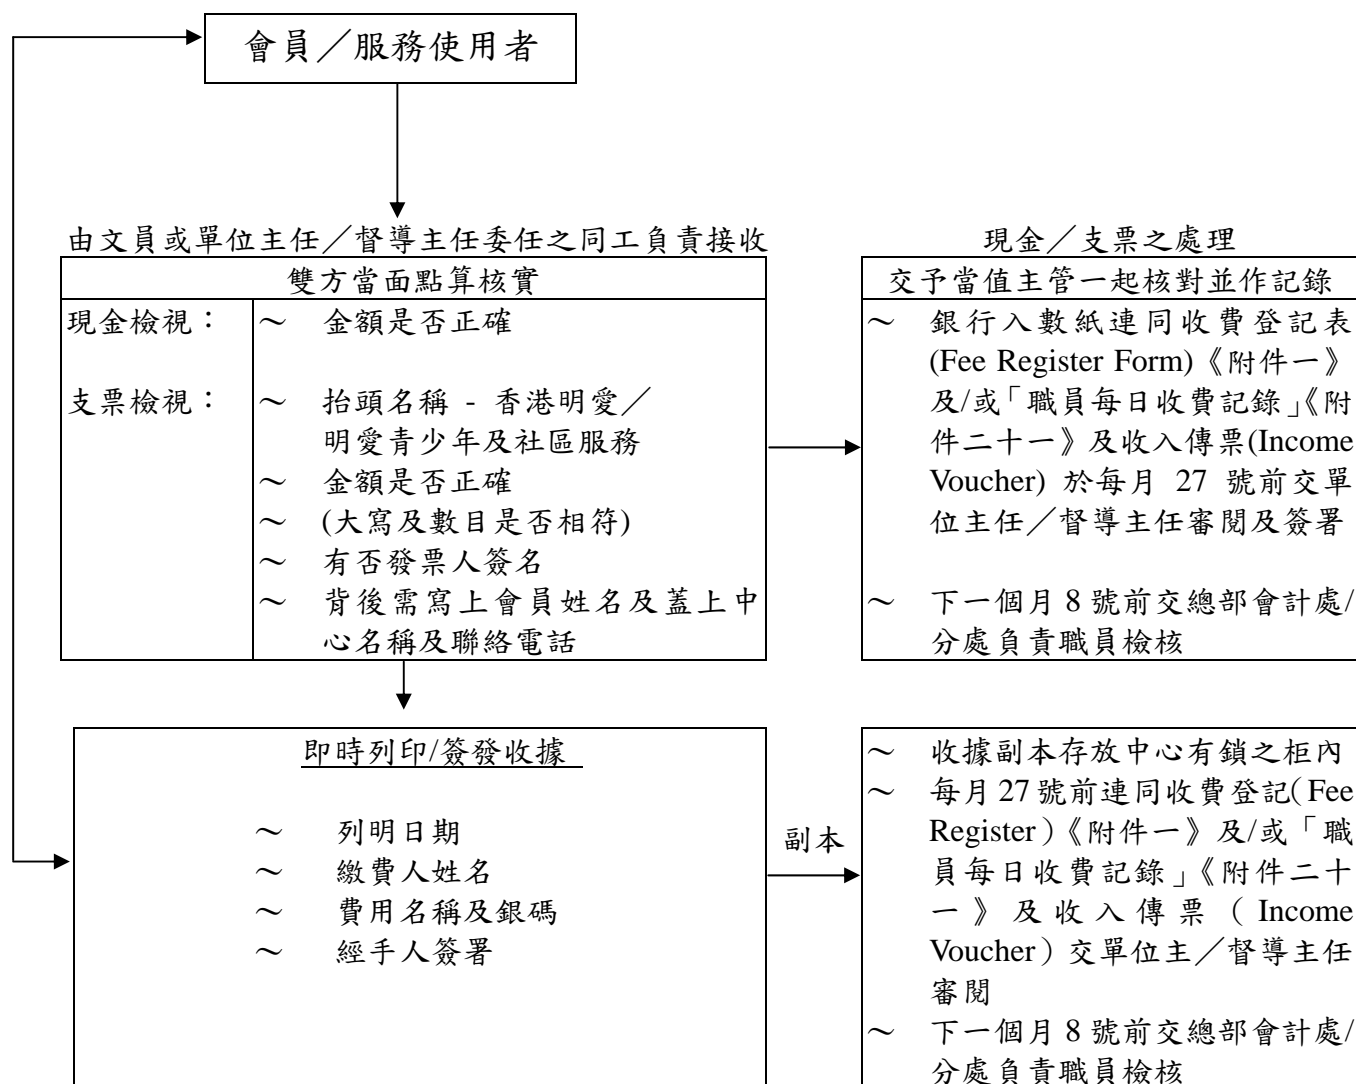 會員／服務使用者
由文員或單位主任／督導主任委任之同工負責接收
雙方當面點算核實
現金檢視：
～ 金額是否正確
支票檢視：
～ 抬頭名稱 - 香港明愛／
明愛青少年及社區服務
～ 金額是否正確
～ (大寫及數目是否相符)
～ 有否發票人簽名
～ 背後需寫上會員姓名及蓋上中
心名稱及聯絡電話
現金／支票之處理
交予當值主管一起核對並作記錄
～ 銀行入數紙連同收費登記表
(Fee Register Form)《附件一》
及/或「職員每日收費記錄」《附
件二十一》及收入傳票(Income
Voucher) 於每月 27 號前交單
位主任／督導主任審閱及簽署
～ 下一個月 8 號前交總部會計處/
分處負責職員檢核
即時列印/簽發收據
～ 列明日期
～ 繳費人姓名
～ 費用名稱及銀碼
～ 經手人簽署
副本
～ 收據副本存放中心有鎖之柜內
～ 每月 27 號前連同收費登記（Fee
Register）《附件一》及/或「職
員每日收費記錄」《附件二十
一》及收入傳票（Income
Voucher）交單位主／督導主任
審閱
～ 下一個月 8 號前交總部會計處/
分處負責職員檢核